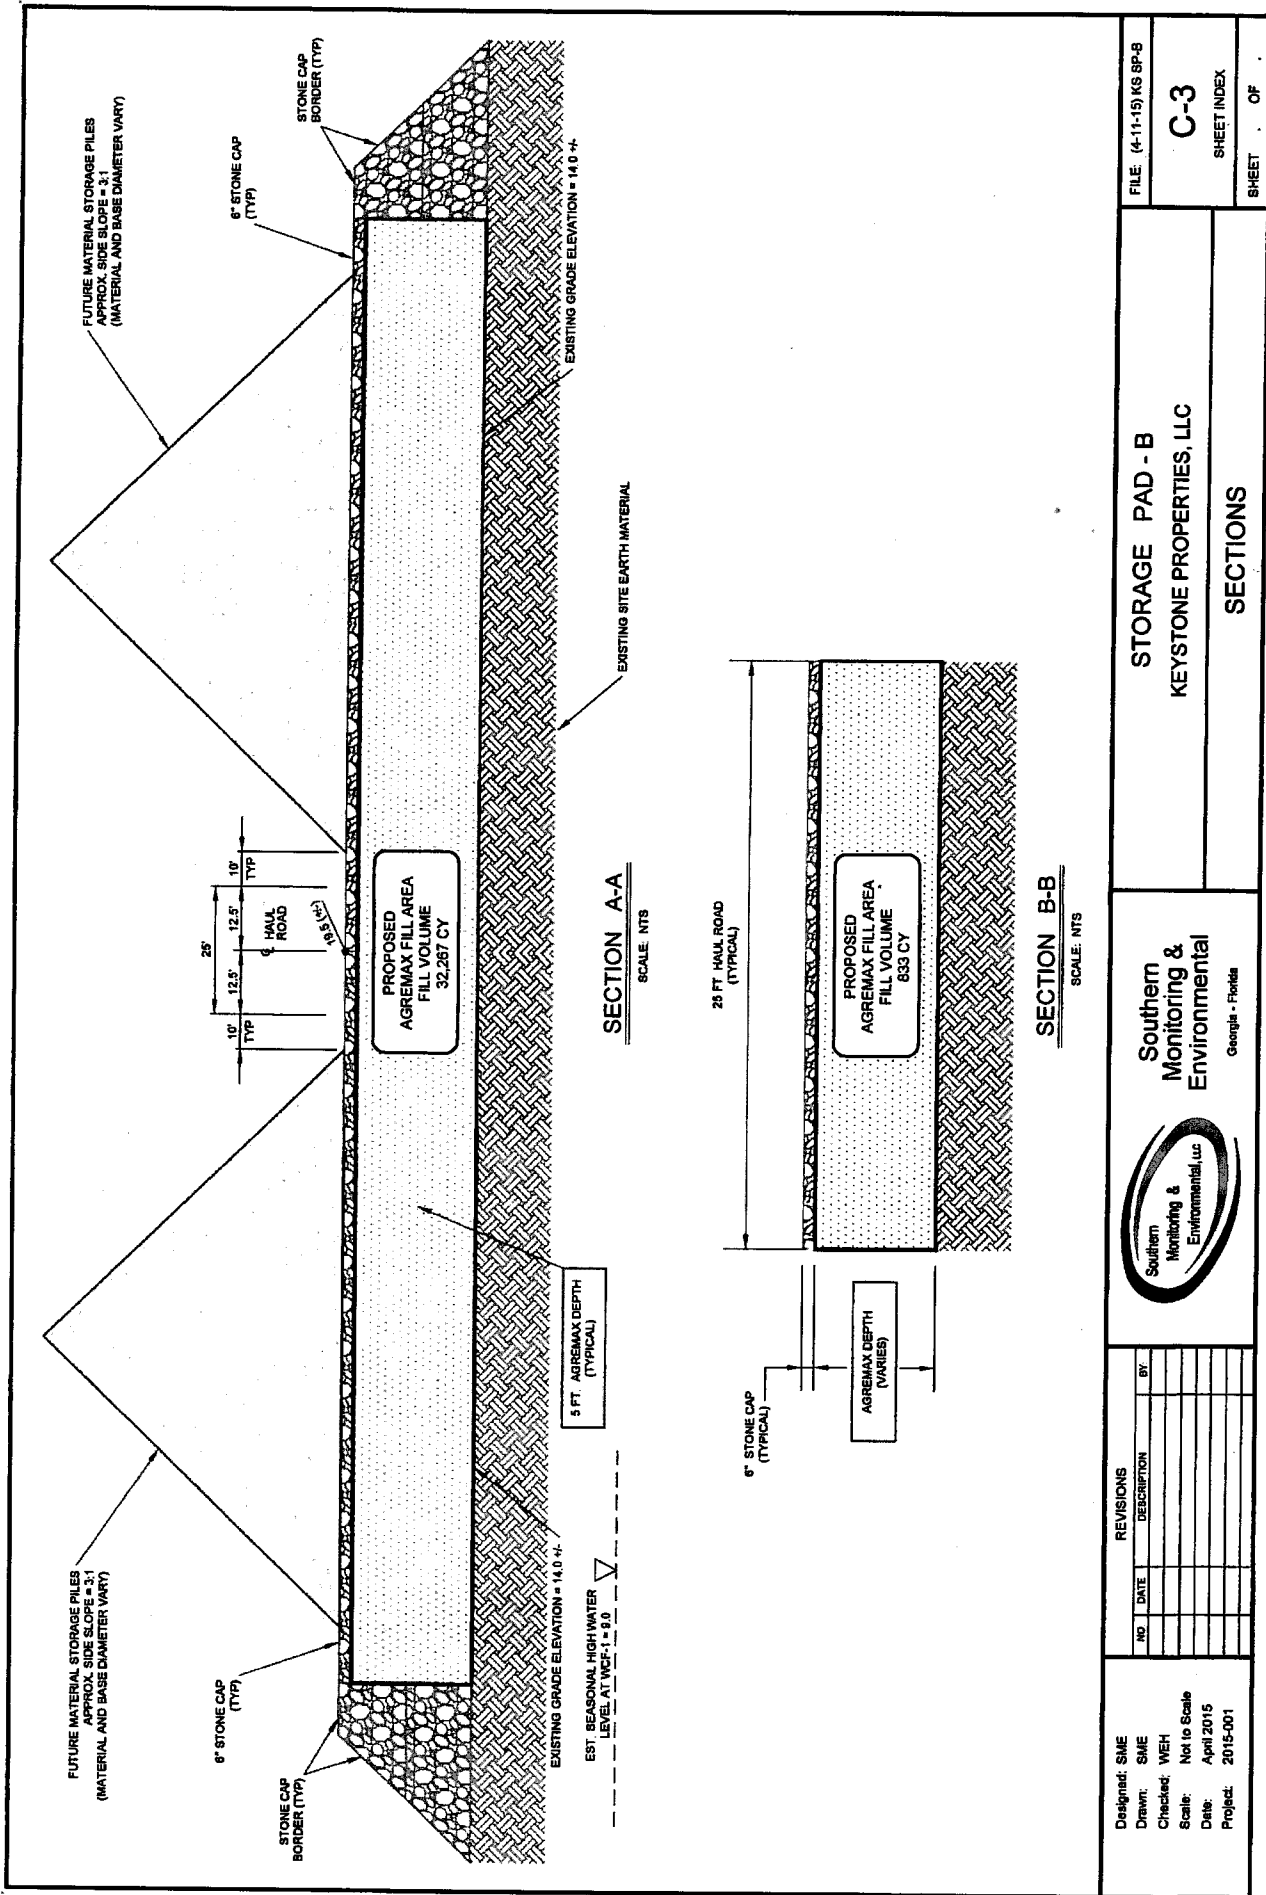 FUTURE MATERIAL STORAGE PILES
APPROX. SIDE SLOPE = 3:1
(MATERIAL AND BASE DIAMETER VARY)
6" STONE CAP
(TYP)
STONE CAP
BORDER (TYP)
25'
10'
TYP
12.5'
12.5'
10'
TYP
HAUL
ROAD
19.5 (+/-)
FUTURE MATERIAL STORAGE PILES
APPROX. SIDE SLOPE = 3:1
(MATERIAL AND BASE DIAMETER VARY)
6" STONE CAP
(TYP)
STONE CAP
BORDER (TYP)
PROPOSED
AGREMAX FILL AREA
FILL VOLUME
32,267 CY
EXISTING GRADE ELEVATION = 14.0 +/-
EST. SEASONAL HIGH WATER
LEVEL AT WCF-1 = 9.0
5 FT. AGREMAX DEPTH
(TYPICAL)
SECTION A-A
SCALE: NTS
EXISTING SITE EARTH MATERIAL
EXISTING GRADE ELEVATION = 14.0 +/-
6" STONE CAP
(TYPICAL)
AGREMAX DEPTH
(VARIES)
25 FT HAUL ROAD
(TYPICAL)
PROPOSED
AGREMAX FILL AREA
FILL VOLUME
833 CY
SECTION B-B
SCALE: NTS
Designed: SME
Drawn: SME
Checked: WEH
Scale: Not to Scale
Date: April 2015
Project: 2015-001
REVISIONS
NO DATE DESCRIPTION BY
Southern
Monitoring &
Environmental, LLC
Southern
Monitoring &
Environmental
Georgia - Florida
STORAGE PAD - B
KEYSTONE PROPERTIES, LLC
SECTIONS
FILE: (4-11-15) KS SP-B
C-3
SHEET INDEX
SHEET . OF .